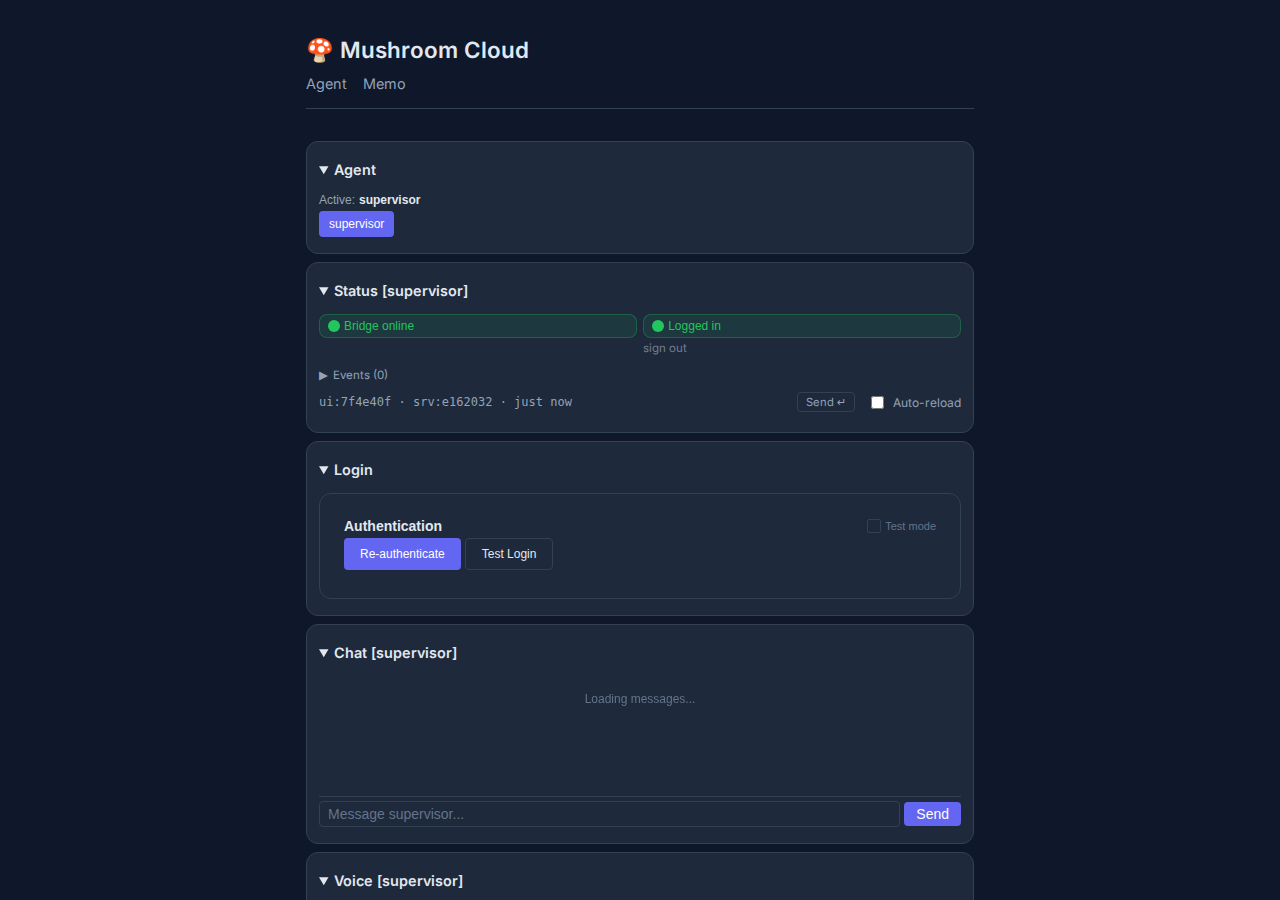 🍄 Mushroom Cloud
Agent Memo
▼ Agent
Active: supervisor
supervisor
▼ Status [supervisor]
Bridge online Logged in
sign out
▶ Events (0)
ui:7f4e40f · srv:e162032 · just now Send ↵ Auto-reload
▼ Login
Authentication Test mode
Re-authenticate Test Login
▼ Chat [supervisor]
Loading messages...
Message supervisor... Send
▼ Voice [supervisor]